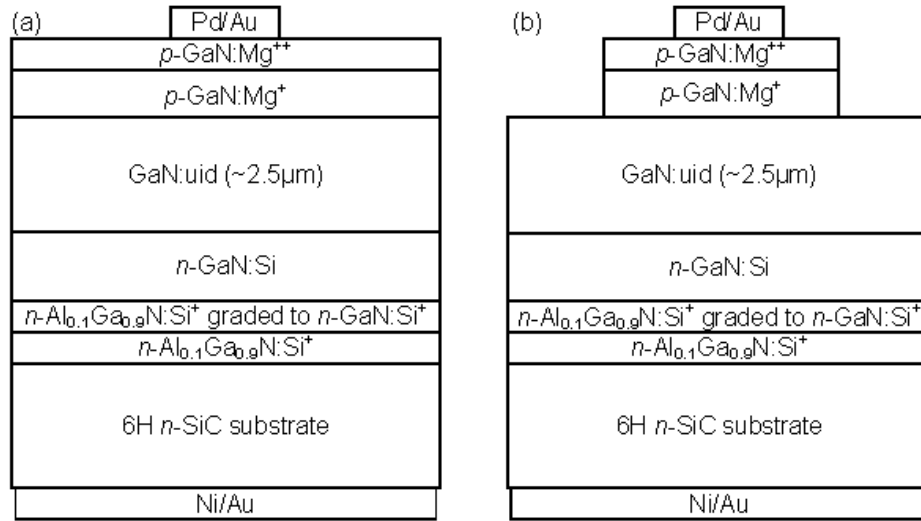 (a)
Pd/Au
p-GaN:Mg⁺⁺
p-GaN:Mg⁺
GaN:uid (~2.5µm)
n-GaN:Si
n-Al₀.₁Ga₀.₉N:Si⁺ graded to n-GaN:Si⁺
n-Al₀.₁Ga₀.₉N:Si⁺
6H n-SiC substrate
Ni/Au
(b)
Pd/Au
p-GaN:Mg⁺⁺
p-GaN:Mg⁺
GaN:uid (~2.5µm)
n-GaN:Si
n-Al₀.₁Ga₀.₉N:Si⁺ graded to n-GaN:Si⁺
n-Al₀.₁Ga₀.₉N:Si⁺
6H n-SiC substrate
Ni/Au